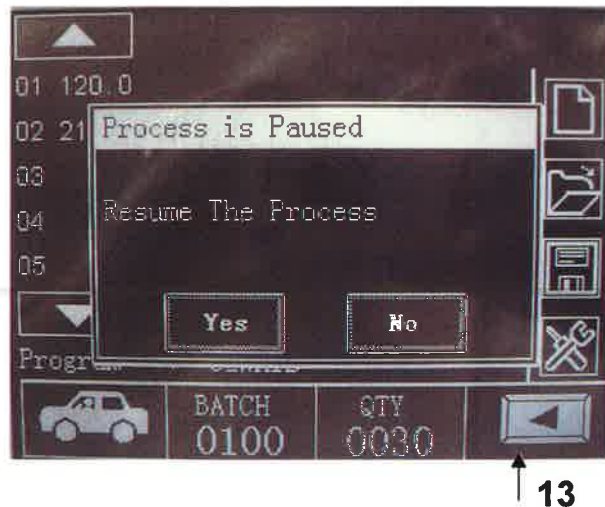 01 120.0
02 21
03
04
05
Process is Paused
Resume The Process
Yes No
Progr
BATCH QTY
0100 0030
13